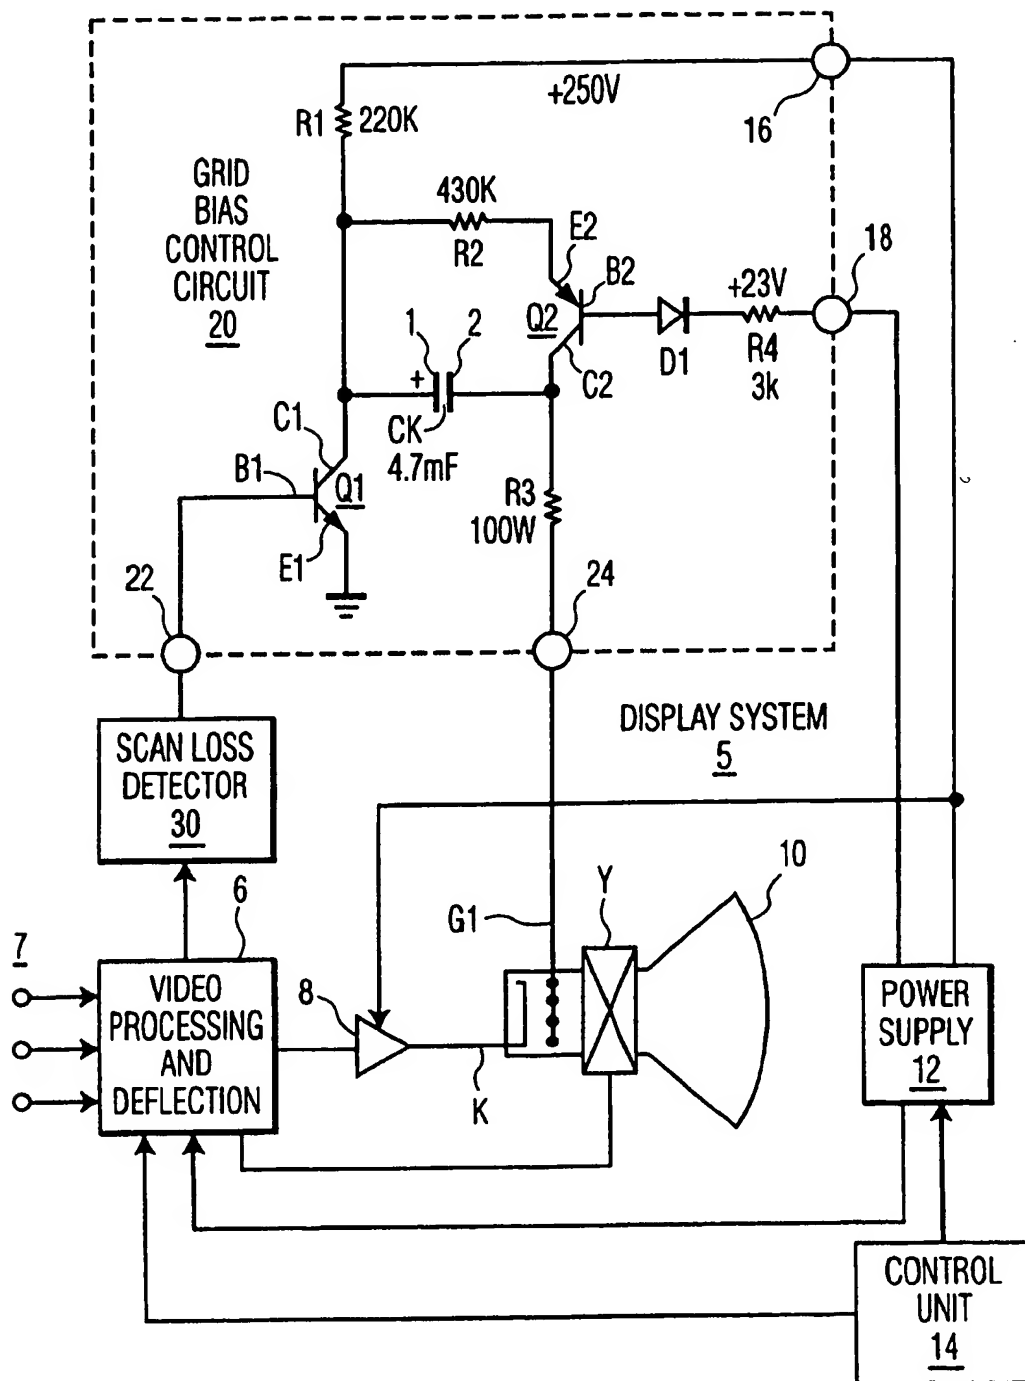 +250V
16
R1
220K
GRID
BIAS
CONTROL
CIRCUIT
20
430K
R2
E2
B2
Q2
C2
+23V
18
D1
R4
3k
1
2
+
CK
4.7mF
C1
B1
Q1
E1
R3
100W
22
24
SCAN LOSS
DETECTOR
30
DISPLAY SYSTEM
5
6
7
VIDEO
PROCESSING
AND
DEFLECTION
8
K
G1
Y
10
POWER
SUPPLY
12
CONTROL
UNIT
14